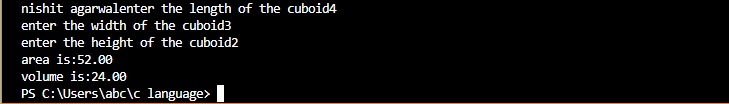 nishit agarwalenter the length of the cuboid4
enter the width of the cuboid3
enter the height of the cuboid2
area is:52.00
volume is:24.00
PS C:\Users\abc\c language>